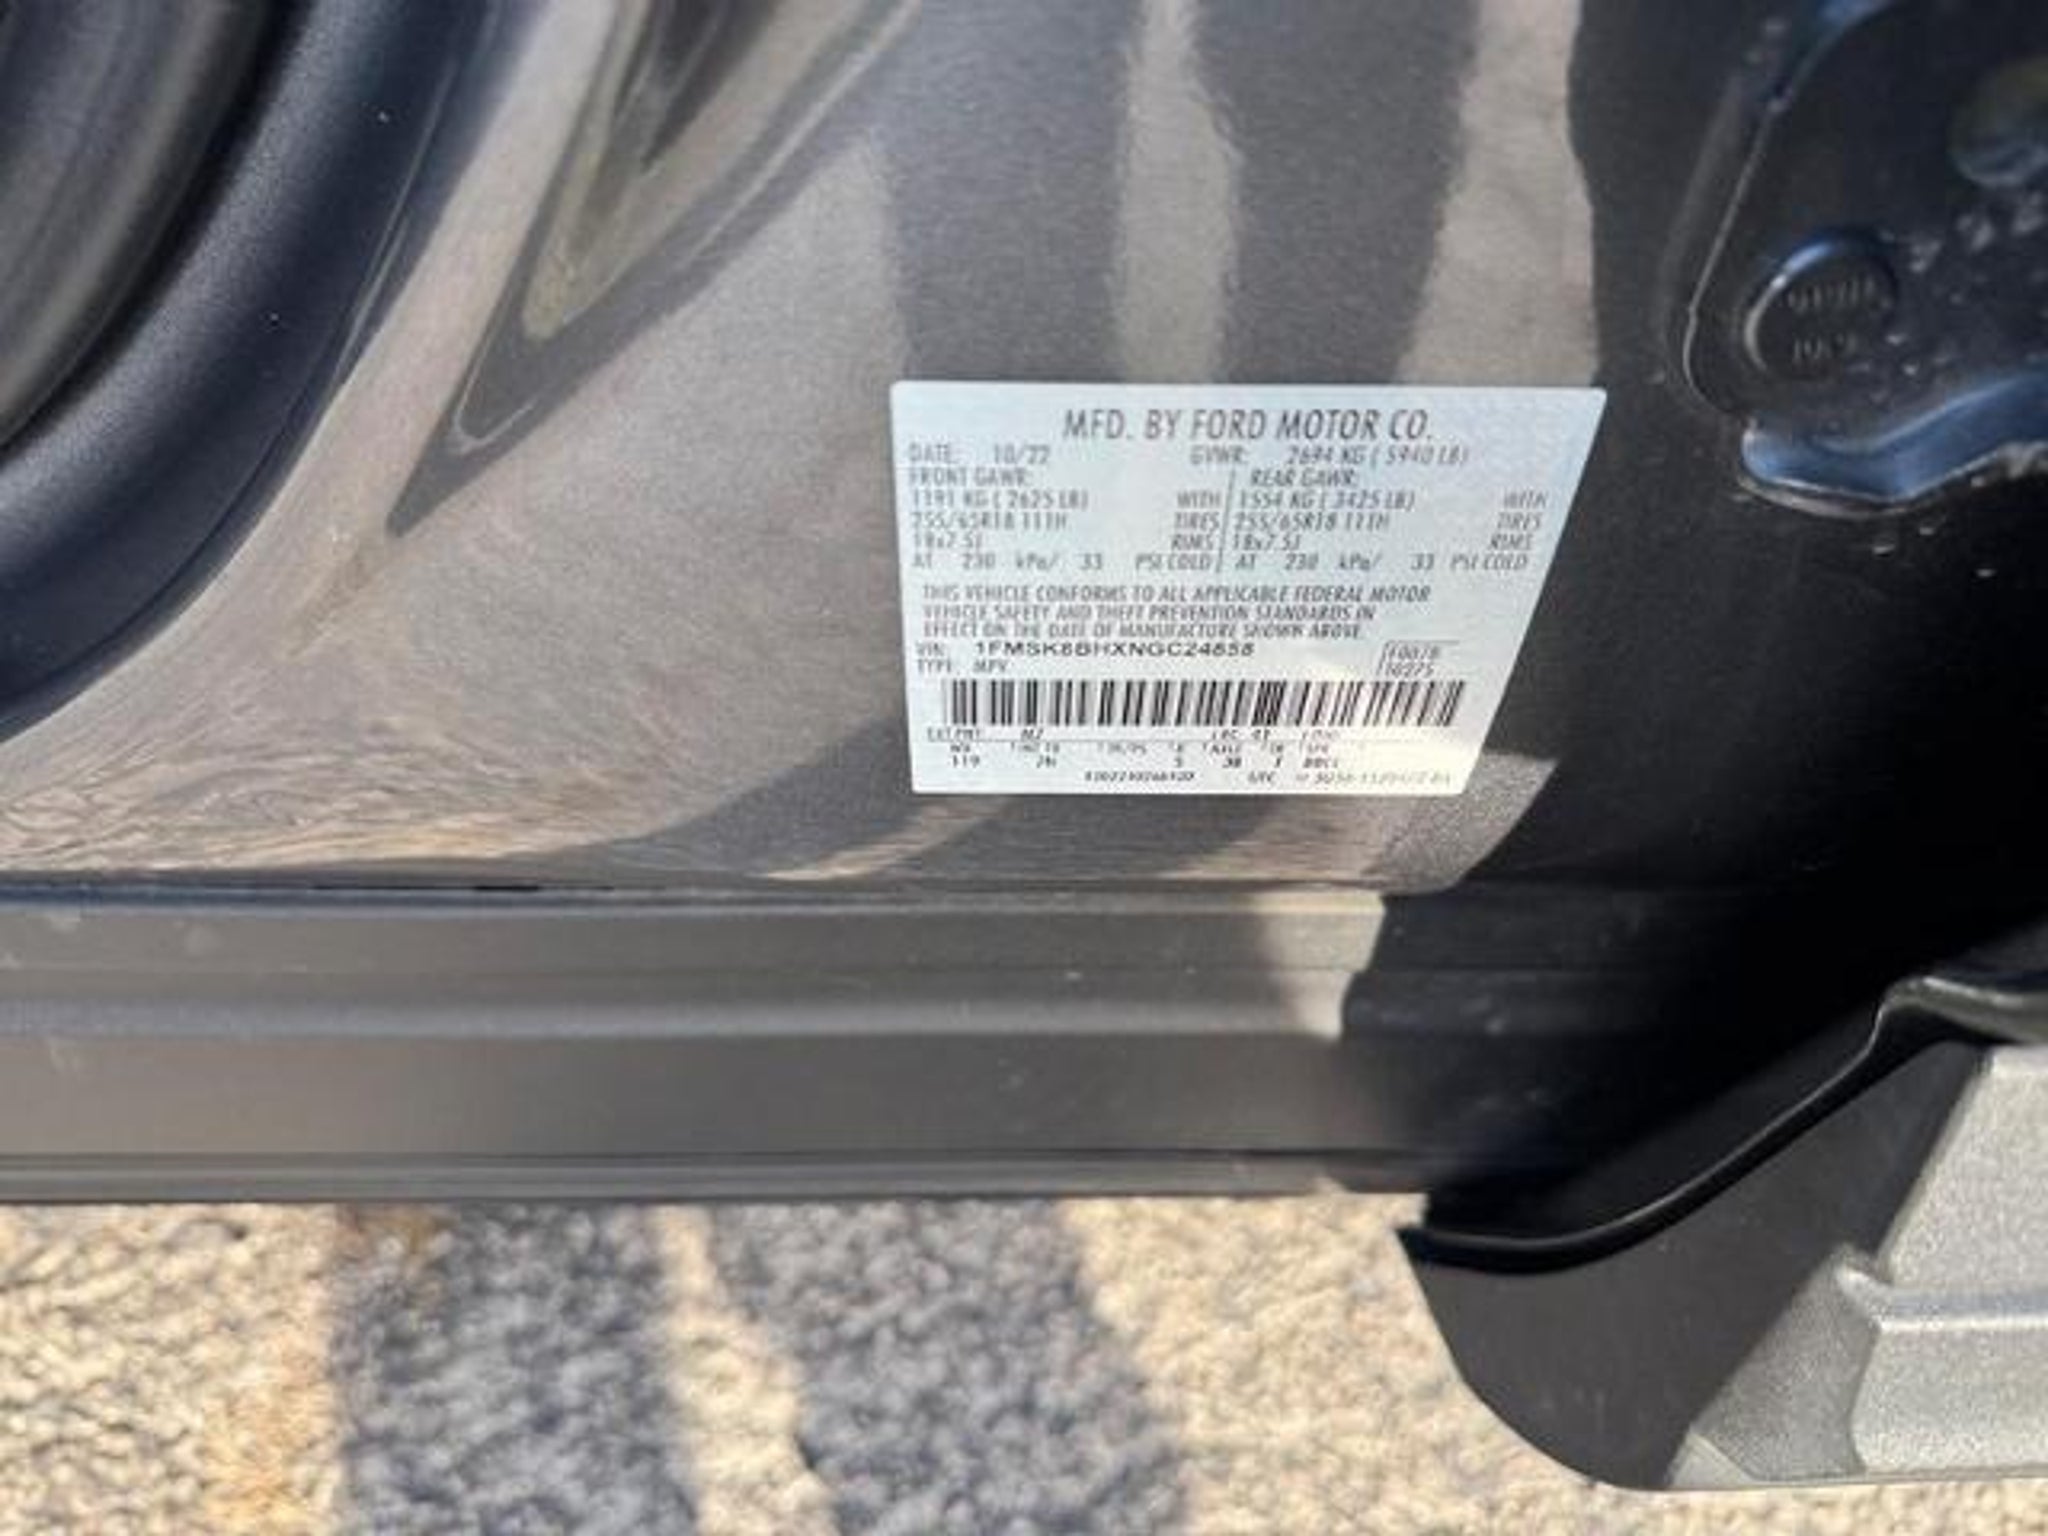 MFD. BY FORD MOTOR CO.
DATE: 10/22 GVWR: 2694 KG ( 5940 LB)
FRONT GAWR: REAR GAWR:
1191 KG ( 2625 LB) WITH 1554 KG ( 3425 LB) WITH
255/65R18 111H TIRES 255/65R18 111H TIRES
18x7.5J RIMS 18x7.5J RIMS
AT 230 kPa/ 33 PSI COLD AT 230 kPa/ 33 PSI COLD
THIS VEHICLE CONFORMS TO ALL APPLICABLE FEDERAL MOTOR
VEHICLE SAFETY AND THEFT PREVENTION STANDARDS IN
EFFECT ON THE DATE OF MANUFACTURE SHOWN ABOVE.
VIN: 1FMSK8BHXNGC24858
TYPE: MPV
EXT PNT: M7
119